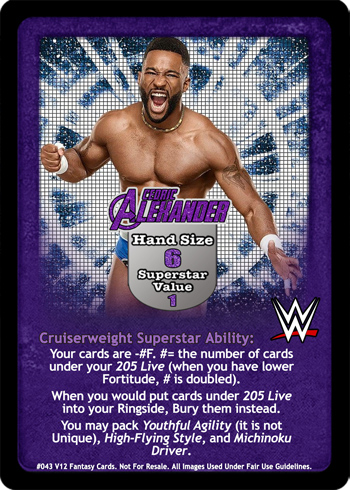 CEDRIC
ALEXANDER
Hand Size
6
Superstar
Value
1
W
Cruiserweight Superstar Ability:
Your cards are -#F. #= the number of cards
under your 205 Live (when you have lower
Fortitude, # is doubled).
When you would put cards under 205 Live
into your Ringside, Bury them instead.
You may pack Youthful Agility (it is not
Unique), High-Flying Style, and Michinoku
Driver.
#043 V12 Fantasy Cards. Not For Resale. All Images Used Under Fair Use Guidelines.